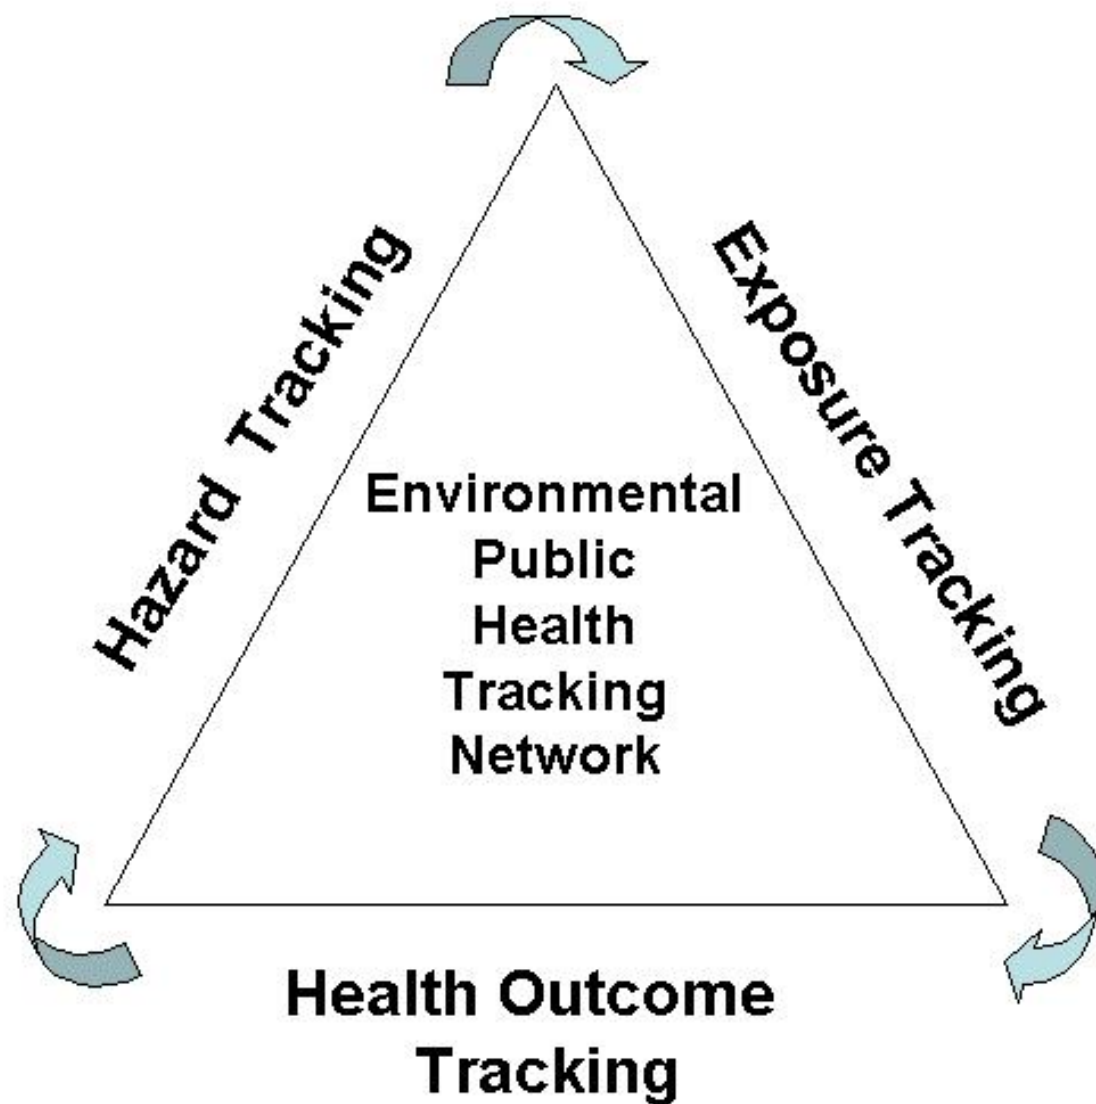 Hazard Tracking
Exposure Tracking
Environmental
Public
Health
Tracking
Network
Health Outcome
Tracking